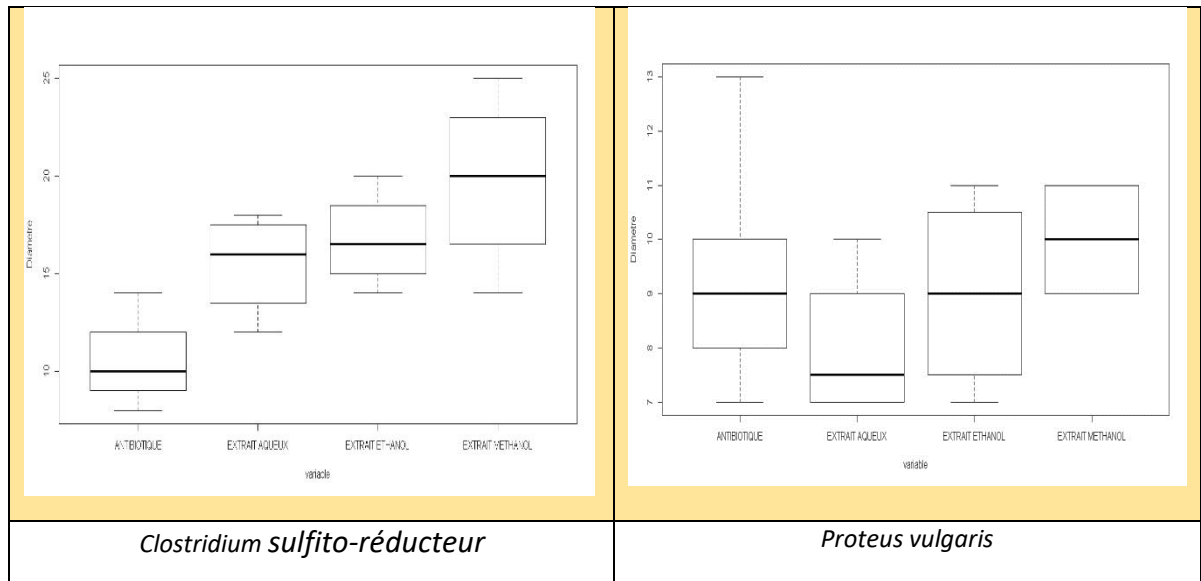 25
20
15
10
Diametre
ANTIBIOTIQUE EXTRAIT AQUEUX EXTRAIT ETHANOL EXTRAIT METHANOL
variable
Clostridium sulfito-réducteur
13
12
11
10
9
8
7
Diametre
ANTIBIOTIQUE EXTRAIT AQUEUX EXTRAIT ETHANOL EXTRAIT METHANOL
variable
Proteus vulgaris